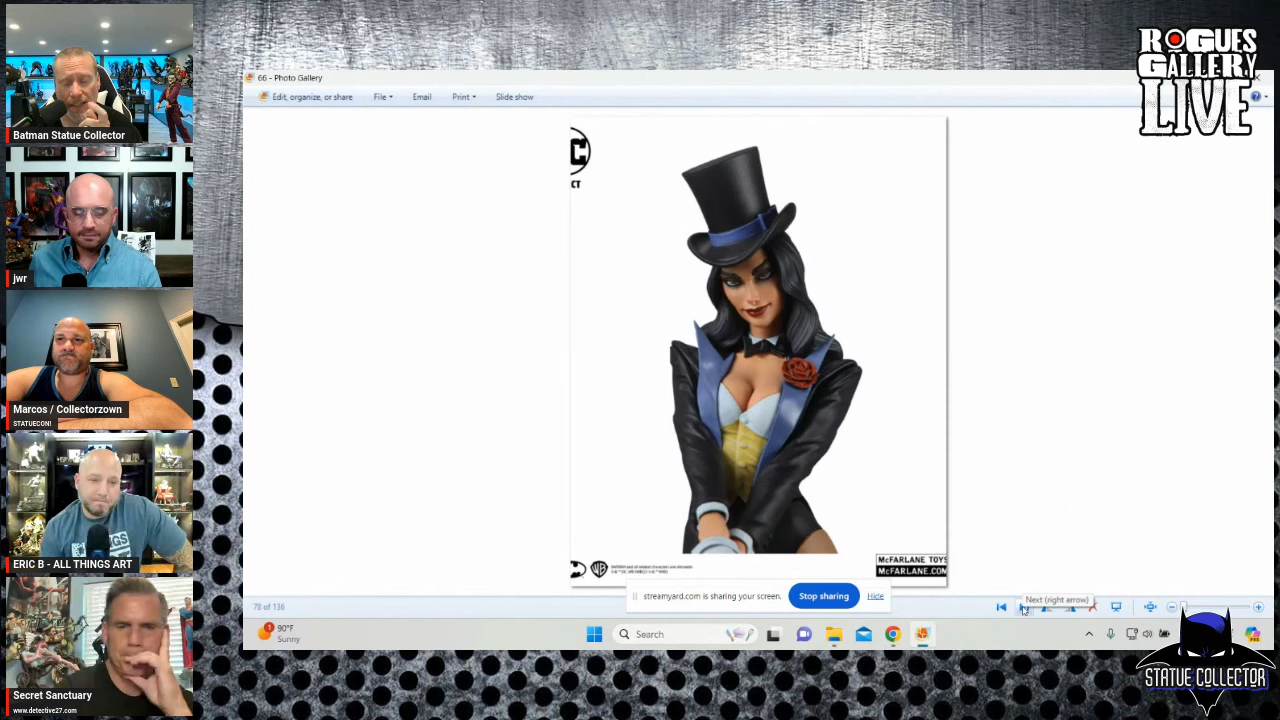 Batman Statue Collector
jwr
Marcos / Collectorzown
STATUECON!
ERIC B - ALL THINGS ART
Secret Sanctuary
www.detective27.com
66 - Photo Gallery
Edit, organize, or share
File
Email
Print
Slide show
C
CT
McFARLANE TOYS
McFARLANE.COM
streamyard.com is sharing your screen.
Stop sharing
Hide
78 of 136
Next (right arrow)
1
90°F
Sunny
Search
ROGUES
GALLERY
LIVE
STATUE COLLECTOR